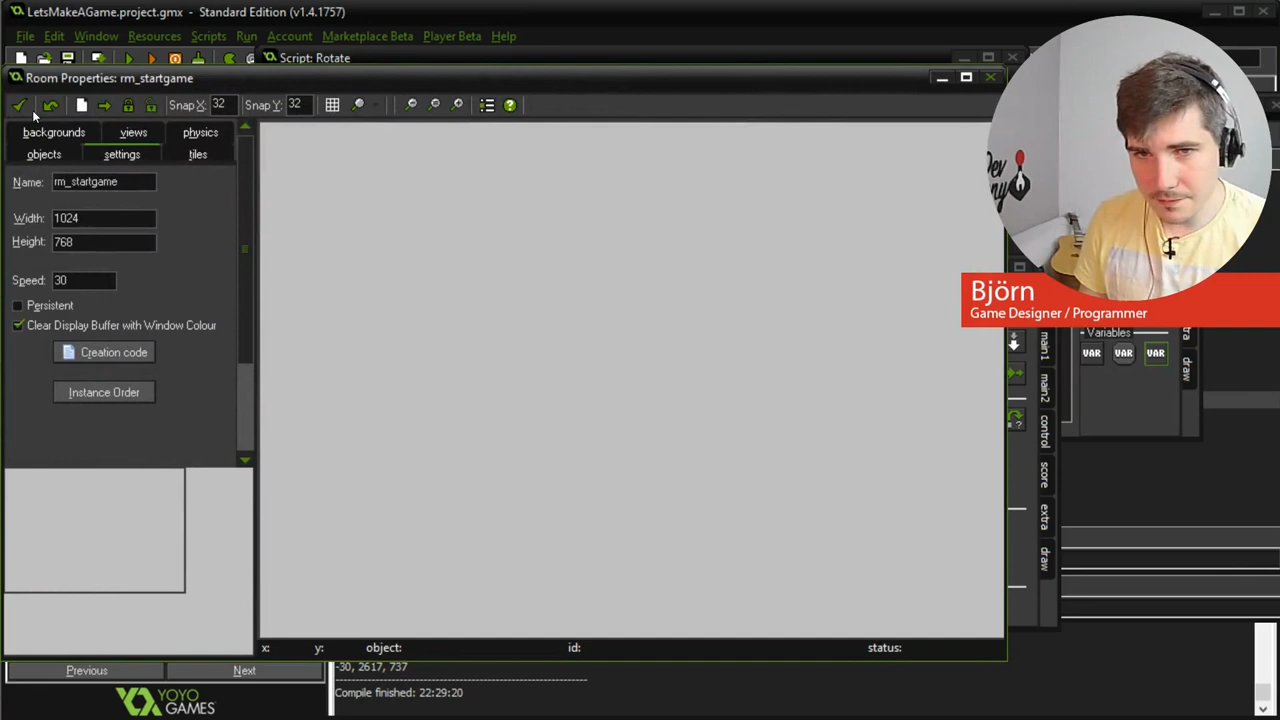 LetsMakeAGame.project.gmx - Standard Edition (v1.4.1757)
File Edit Window Resources Scripts Run Account Marketplace Beta Player Beta Help
Script: Rotate
Room Properties: rm_startgame
Snap X: 32 Snap Y: 32
backgrounds views physics
objects settings tiles
Name: rm_startgame
Width: 1024
Height: 768
Speed: 30
Persistent
Clear Display Buffer with Window Colour
Creation code
Instance Order
x: y: object: id: status:
Previous Next
-30, 2617, 737
Compile finished: 22:29:20
YOYO
GAMES
Dev
Björn
Game Designer / Programmer
Variables
VAR VAR VAR
main1
main2
control
score
extra
draw
draw